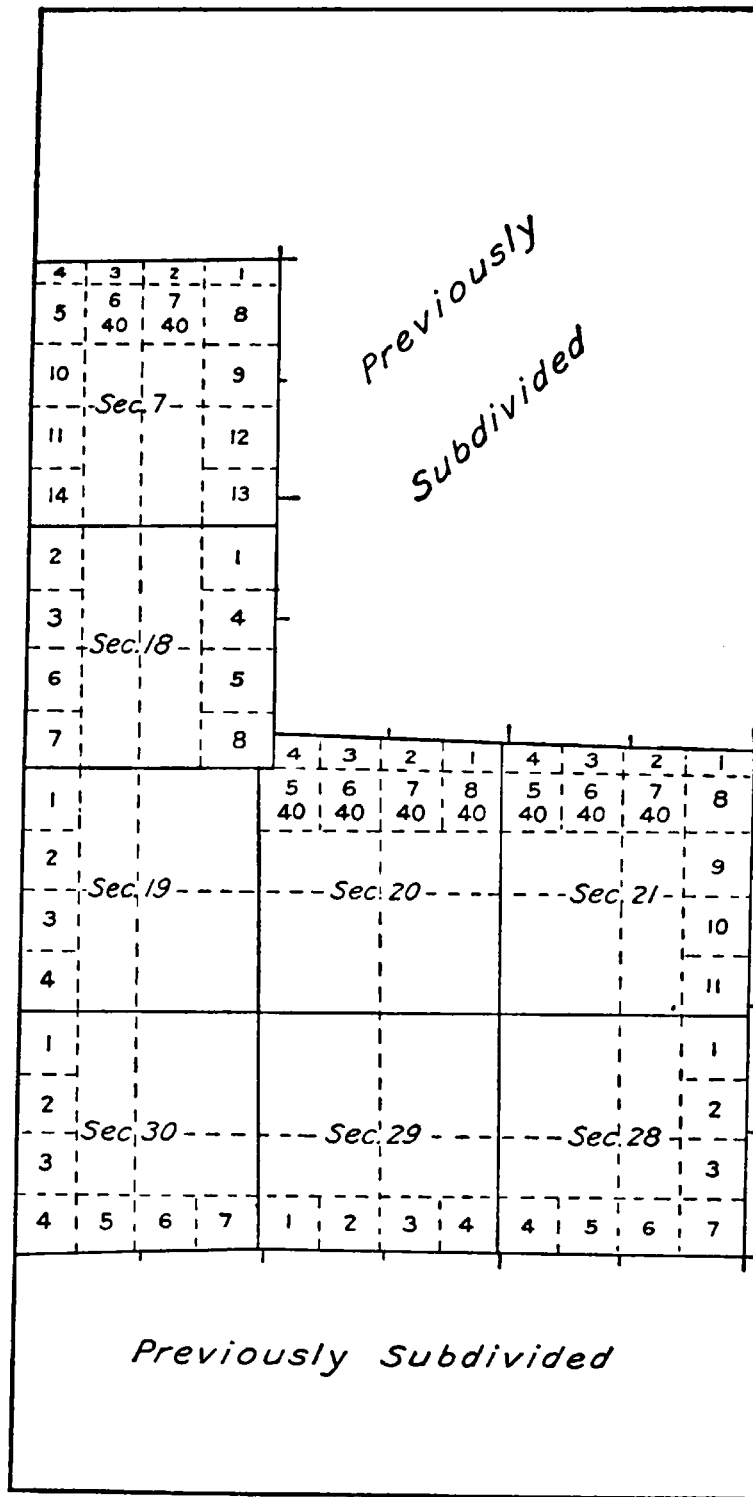 Previously
Subdivided
4 3 2 1
5 6 7 8
40 40
10 9
Sec. 7
11 12
14 13
2 1
3 4
Sec. 18
6 5
7 8
4 3 2 1 4 3 2 1
1 5 6 7 8 5 6 7 8
40 40 40 40 40 40 40
2 9
Sec. 19 Sec. 20 Sec. 21
3 10
4 11
1 1
2 2
Sec. 30 Sec. 29 Sec. 28
3 3
4 5 6 7 1 2 3 4 4 5 6 7
Previously Subdivided